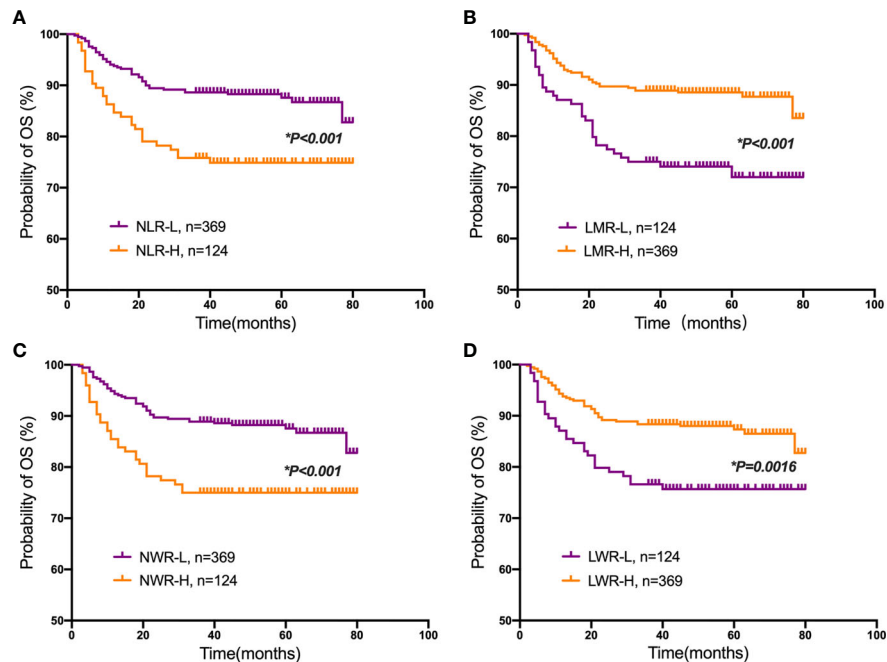 A
Probability of OS (%)
100
90
80
70
60
50
*P<0.001
NLR-L, n=369
NLR-H, n=124
0 20 40 60 80 100
Time(months)
B
Probability of OS (%)
100
90
80
70
60
50
*P<0.001
LMR-L, n=124
LMR-H, n=369
0 20 40 60 80 100
Time (months)
C
Probability of OS (%)
100
90
80
70
60
50
*P<0.001
NWR-L, n=369
NWR-H, n=124
0 20 40 60 80 100
Time(months)
D
Probability of OS (%)
100
90
80
70
60
50
*P=0.0016
LWR-L, n=124
LWR-H, n=369
0 20 40 60 80 100
Time(months)